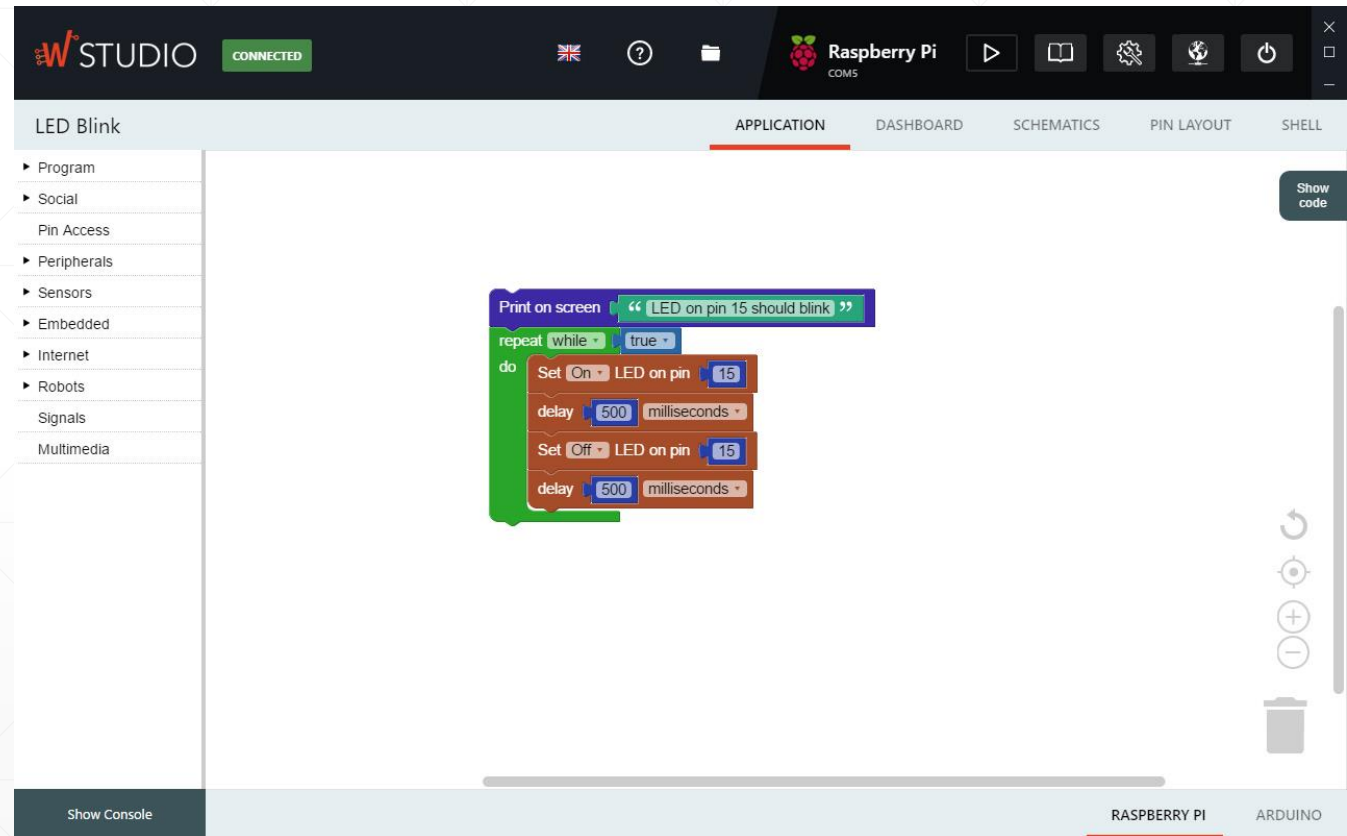 W STUDIO CONNECTED ? Raspberry Pi
COM5
LED Blink APPLICATION DASHBOARD SCHEMATICS PIN LAYOUT SHELL
Program
Social
Pin Access
Peripherals
Sensors
Embedded
Internet
Robots
Signals
Multimedia
Show
code
Print on screen “ LED on pin 15 should blink ”
repeat while true
do
Set On LED on pin 15
delay 500 milliseconds
Set Off LED on pin 15
delay 500 milliseconds
Show Console RASPBERRY PI ARDUINO